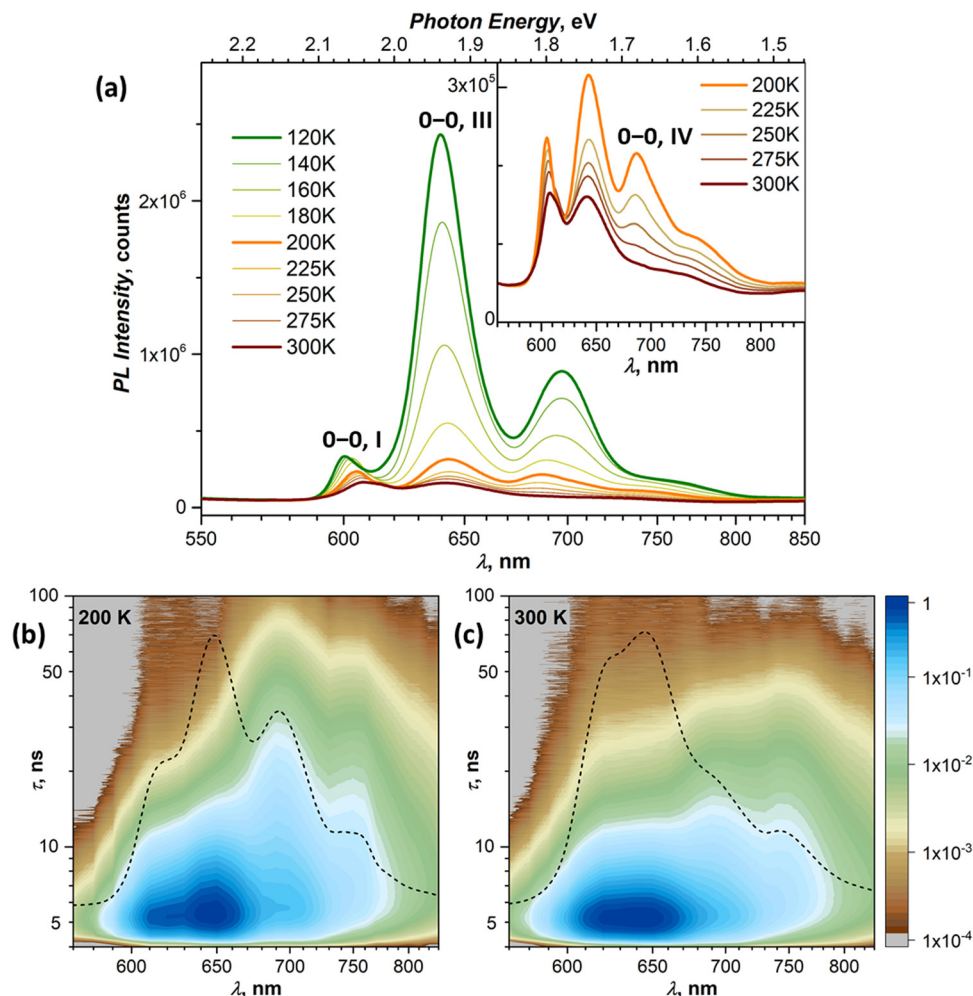 Photon Energy, eV
2.2 2.1 2.0 1.9 1.8 1.7 1.6 1.5
(a)
PL Intensity, counts
2x10⁶
1x10⁶
0
120K
140K
160K
180K
200K
225K
250K
275K
300K
0–0, I
0–0, III
3x10⁵
0
0–0, IV
200K
225K
250K
275K
300K
600 650 700 750 800
λ, nm
550 600 650 700 750 800 850
λ, nm
(b)
200 K
τ, ns
100
50
10
5
600 650 700 750 800
λ, nm
(c)
300 K
τ, ns
100
50
10
5
600 650 700 750 800
λ, nm
1
1x10⁻¹
1x10⁻²
1x10⁻³
1x10⁻⁴